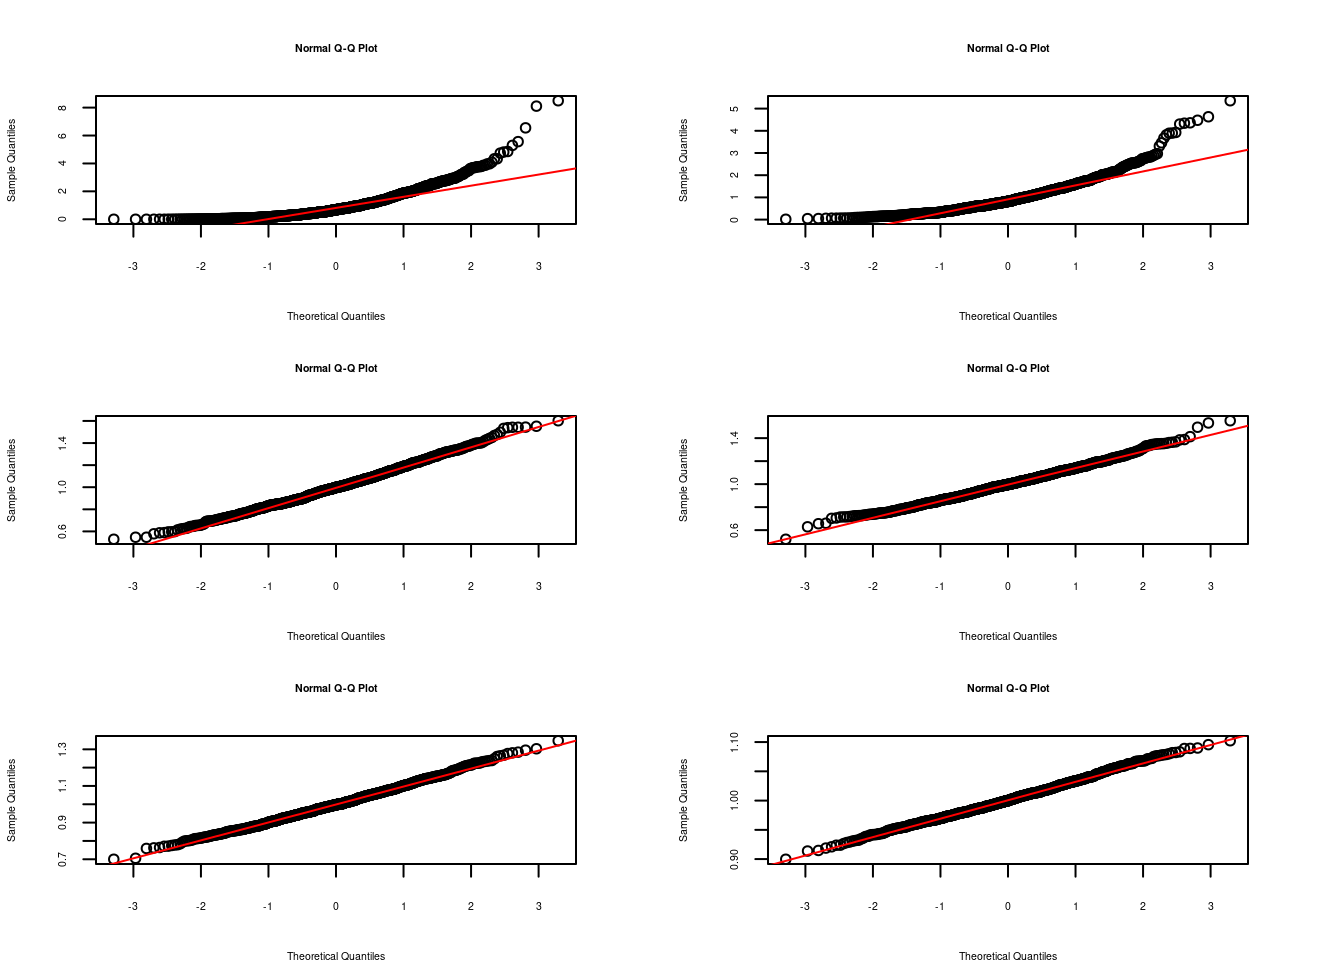 Normal Q-Q Plot
Sample Quantiles
8
6
4
2
0
-3 -2 -1 0 1 2 3
Theoretical Quantiles
Normal Q-Q Plot
Sample Quantiles
5
4
3
2
1
0
-3 -2 -1 0 1 2 3
Theoretical Quantiles
Normal Q-Q Plot
Sample Quantiles
1.4
1.0
0.6
-3 -2 -1 0 1 2 3
Theoretical Quantiles
Normal Q-Q Plot
Sample Quantiles
1.4
1.0
0.6
-3 -2 -1 0 1 2 3
Theoretical Quantiles
Normal Q-Q Plot
Sample Quantiles
1.3
1.1
0.9
0.7
-3 -2 -1 0 1 2 3
Theoretical Quantiles
Normal Q-Q Plot
Sample Quantiles
1.10
1.00
0.90
-3 -2 -1 0 1 2 3
Theoretical Quantiles